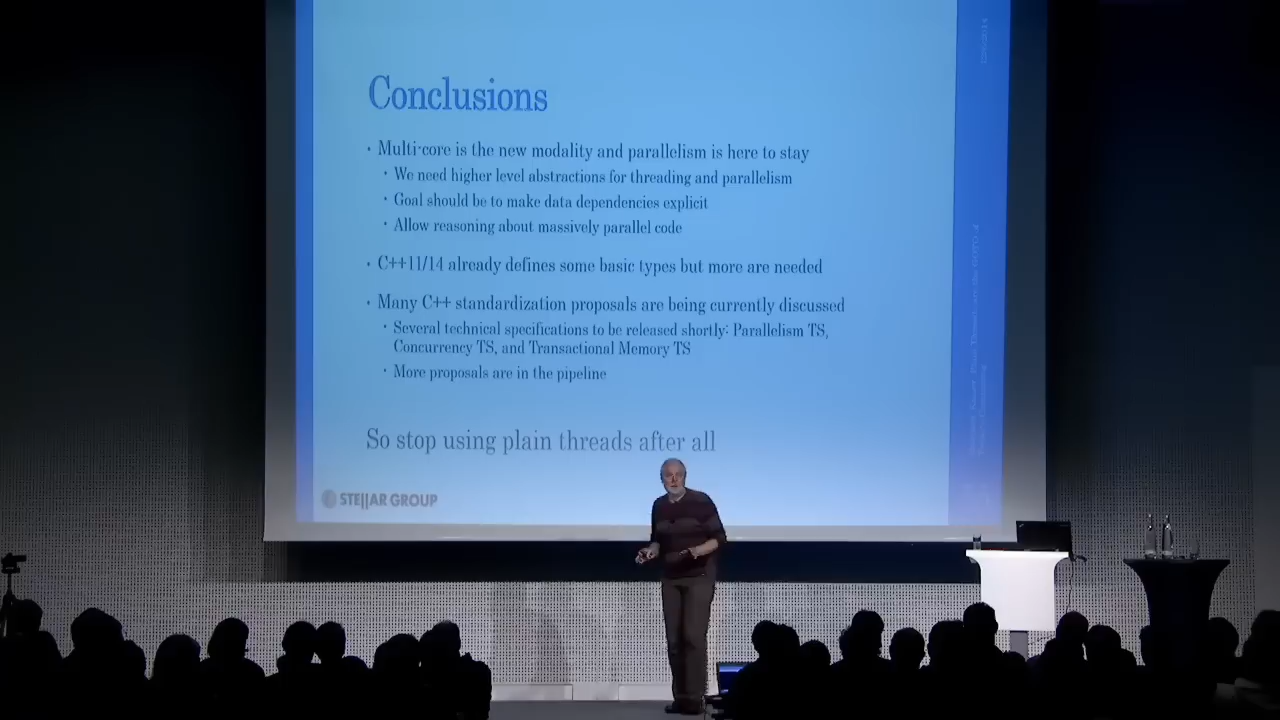 Conclusions
• Multi-core is the new modality and parallelism is here to stay
• We need higher level abstractions for threading and parallelism
• Goal should be to make data dependencies explicit
• Allow reasoning about massively parallel code
• C++11/14 already defines some basic types but more are needed
• Many C++ standardization proposals are being currently discussed
• Several technical specifications to be released shortly: Parallelism TS,
Concurrency TS, and Transactional Memory TS
• More proposals are in the pipeline
So stop using plain threads after all
STE||AR GROUP